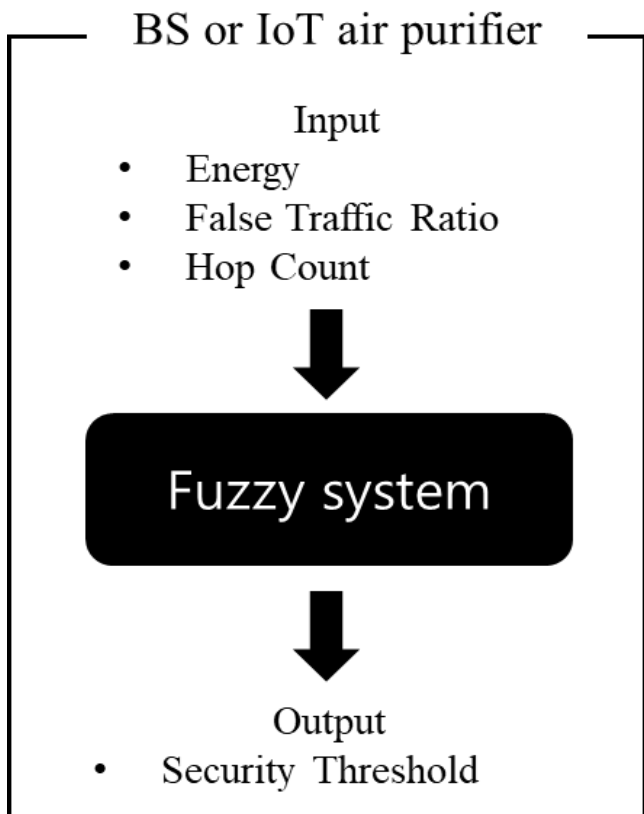 BS or IoT air purifier
Input
• Energy
• False Traffic Ratio
• Hop Count
Fuzzy system
Output
• Security Threshold